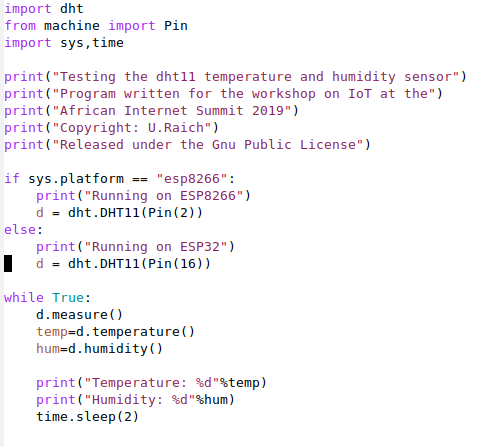 import dht
from machine import Pin
import sys,time

print("Testing the dht11 temperature and humidity sensor")
print("Program written for the workshop on IoT at the")
print("African Internet Summit 2019")
print("Copyright: U.Raich")
print("Released under the Gnu Public License")

if sys.platform == "esp8266":
    print("Running on ESP8266")
    d = dht.DHT11(Pin(2))
else:
    print("Running on ESP32")
    d = dht.DHT11(Pin(16))

while True:
    d.measure()
    temp=d.temperature()
    hum=d.humidity()

    print("Temperature: %d"%temp)
    print("Humidity: %d"%hum)
    time.sleep(2)